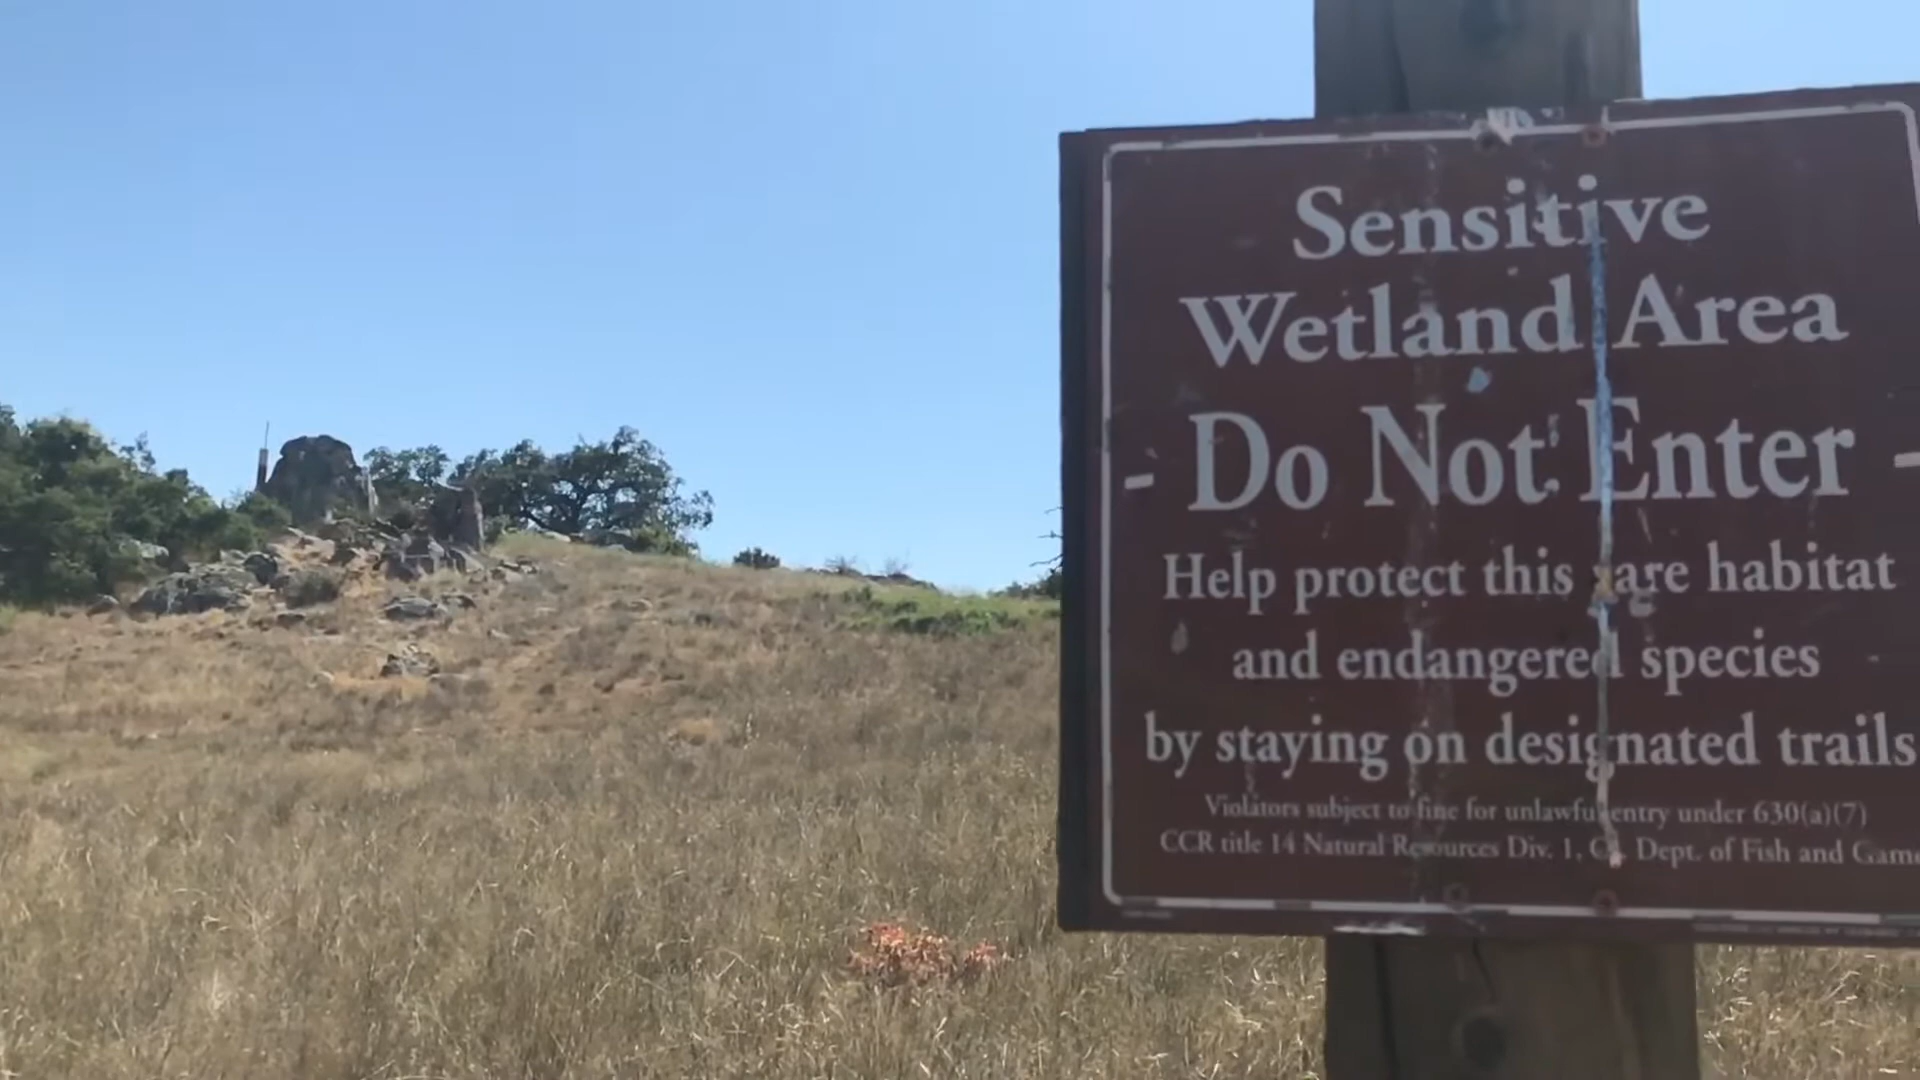 Sensitive
Wetland Area
- Do Not Enter -
Help protect this rare habitat
and endangered species
by staying on designated trails
Violators subject to fine for unlawful entry under 630(a)(7)
CCR title 14 Natural Resources Div. 1, Dept. of Fish and Game